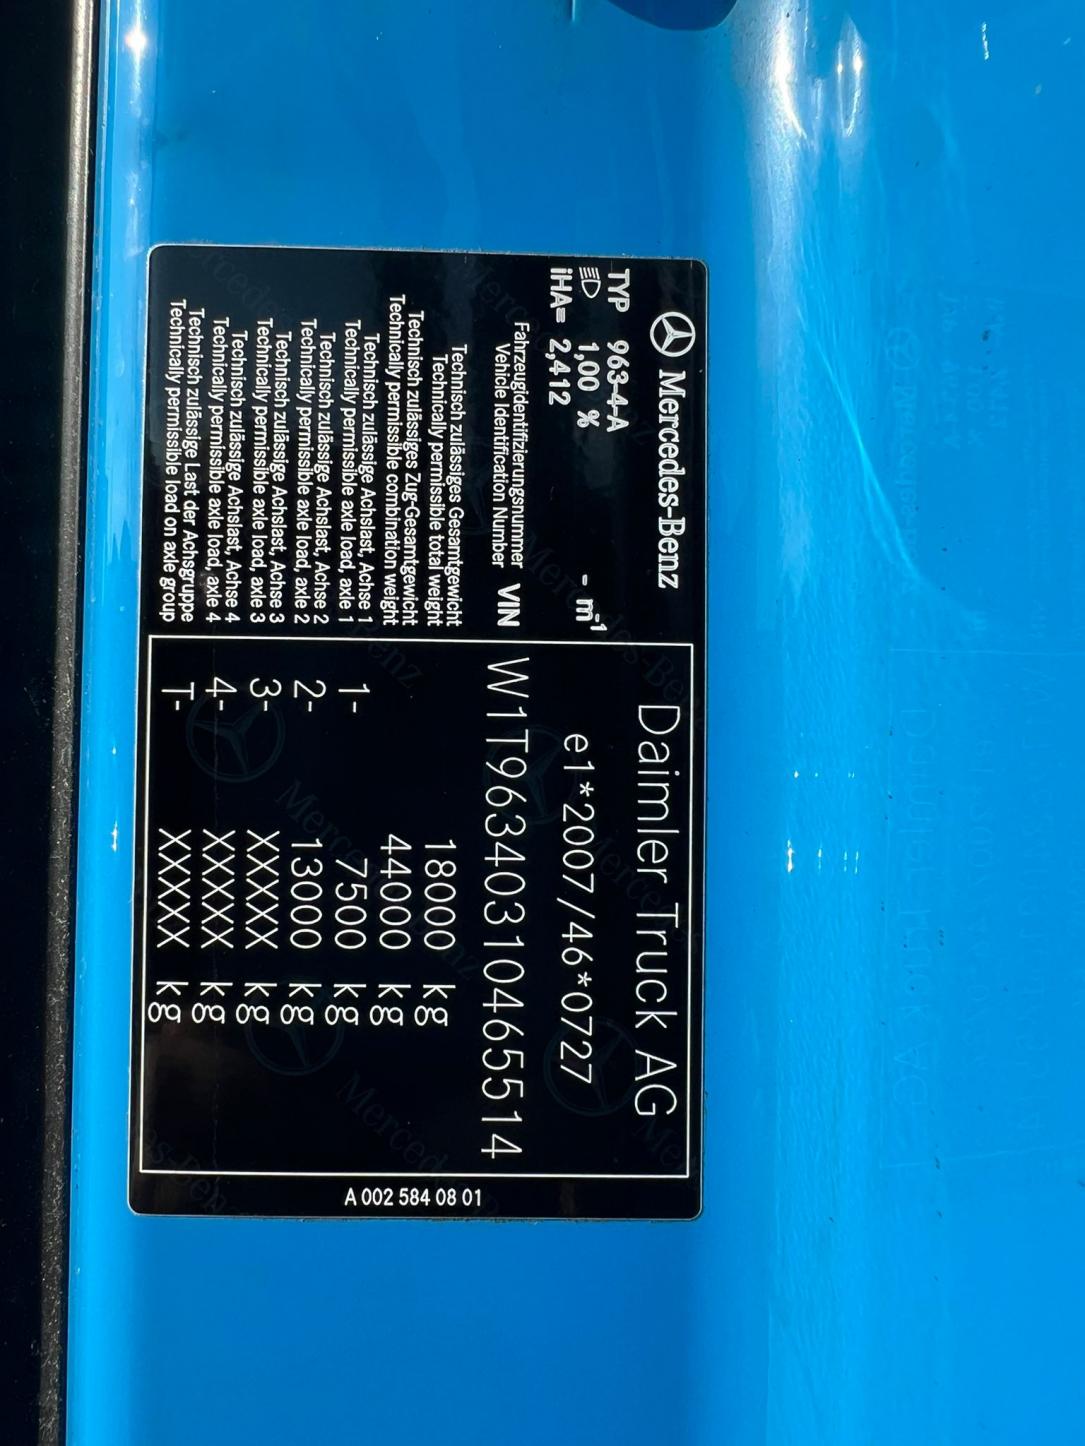 Mercedes-Benz
Daimler Truck AG
TYP 963-4-A
1,00 % - m-1
iHA= 2,412
e1*2007/46*0727
Fahrzeugidentifizierungsnummer
Vehicle Identification Number VIN W1T96340310465514
Technisch zulässiges Gesamtgewicht
Technically permissible total weight 18000 kg
Technisch zulässiges Zug-Gesamtgewicht
Technically permissible combination weight 44000 kg
Technisch zulässige Achslast, Achse 1
Technically permissible axle load, axle 1 1- 7500 kg
Technisch zulässige Achslast, Achse 2
Technically permissible axle load, axle 2 2- 13000 kg
Technisch zulässige Achslast, Achse 3
Technically permissible axle load, axle 3 3- XXXXX kg
Technisch zulässige Achslast, Achse 4
Technically permissible axle load, axle 4 4- XXXXX kg
Technisch zulässige Last der Achsgruppe
Technically permissible load on axle group T- XXXXX kg
A 002 584 08 01